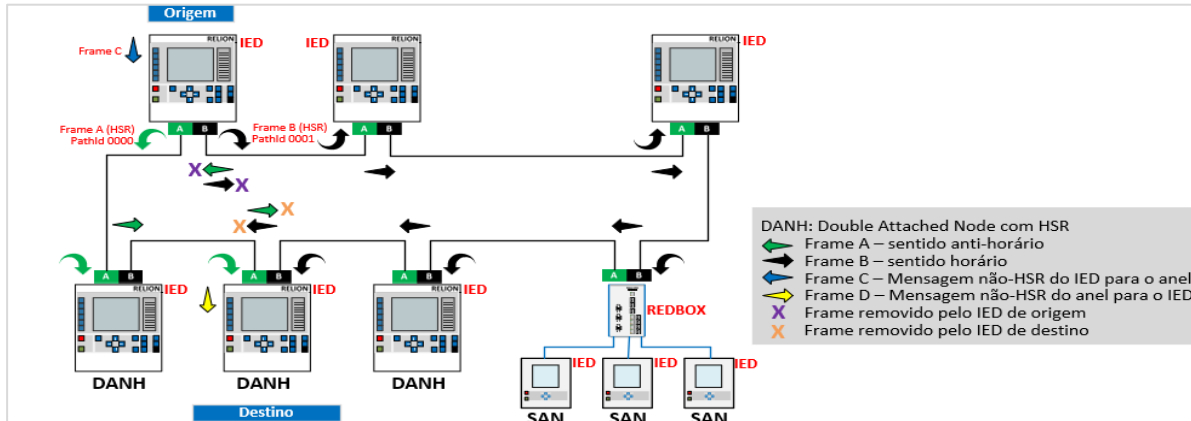 Origem
RELION
IED
IED
RELION
RELION
IED
Frame C
A B
A B
A B
Frame A (HSR)
PathId 0000
Frame B (HSR)
PathId 0001
X
X
X
X
DANH: Double Attached Node com HSR
Frame A – sentido anti-horário
Frame B – sentido horário
Frame C – Mensagem não-HSR do IED para o anel
Frame D – Mensagem não-HSR do anel para o IED
X Frame removido pelo IED de origem
X Frame removido pelo IED de destino
A B
A B
A B
A B
RELION
IED
RELION
IED
RELION
IED
REDBOX
IED
IED
IED
DANH
DANH
DANH
SAN
SAN
SAN
Destino